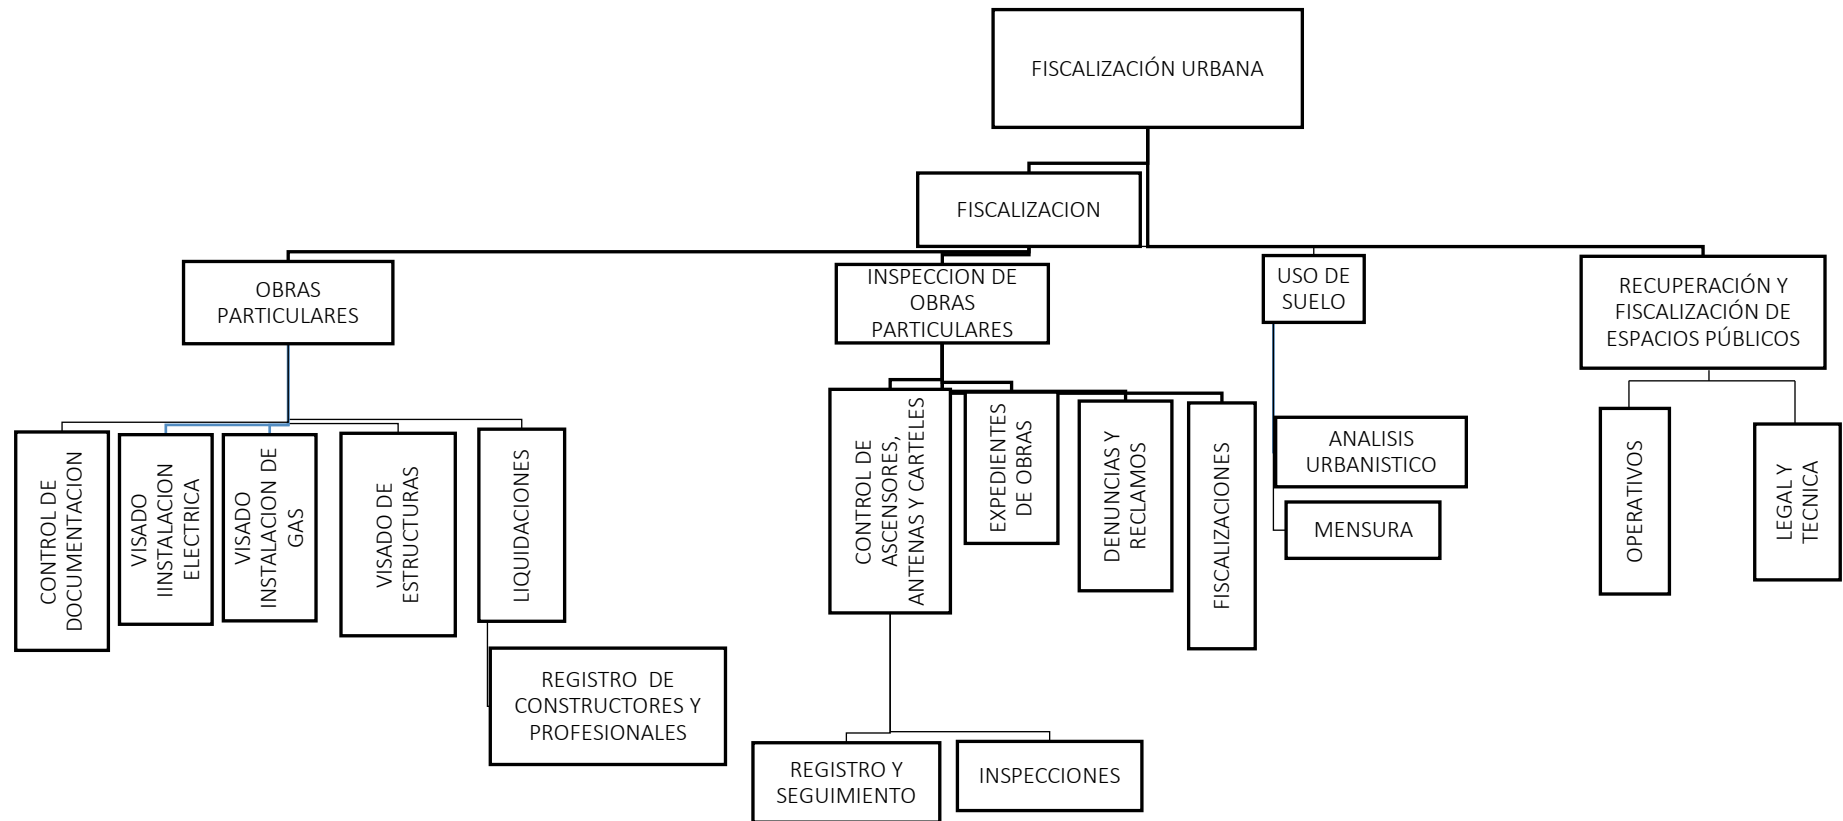 FISCALIZACIÓN URBANA
FISCALIZACION
OBRAS
PARTICULARES
INSPECCION DE
OBRAS
PARTICULARES
USO DE
SUELO
RECUPERACIÓN Y
FISCALIZACIÓN DE
ESPACIOS PÚBLICOS
CONTROL DE
DOCUMENTACION
VISADO
IINSTALACION
ELECTRICA
VISADO
INSTALACION DE
GAS
VISADO DE
ESTRUCTURAS
LIQUIDACIONES
REGISTRO DE
CONSTRUCTORES Y
PROFESIONALES
CONTROL DE
ASCENSORES,
ANTENAS Y CARTELES
EXPEDIENTES
DE OBRAS
DENUNCIAS Y
RECLAMOS
FISCALIZACIONES
REGISTRO Y
SEGUIMIENTO
INSPECCIONES
ANALISIS
URBANISTICO
MENSURA
OPERATIVOS
LEGAL Y
TECNICA